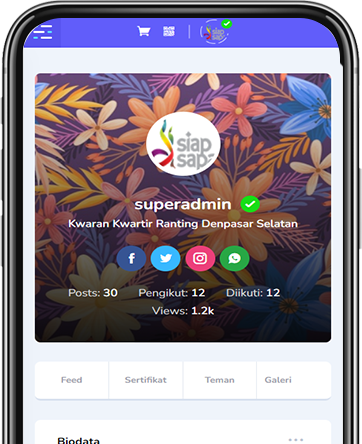 siap
sape
superadmin
Kwaran Kwartir Ranting Denpasar Selatan
Posts: 30 Pengikut: 12 Diikuti: 12
Views: 1.2k
Feed Sertifikat Teman Galeri
Biodata